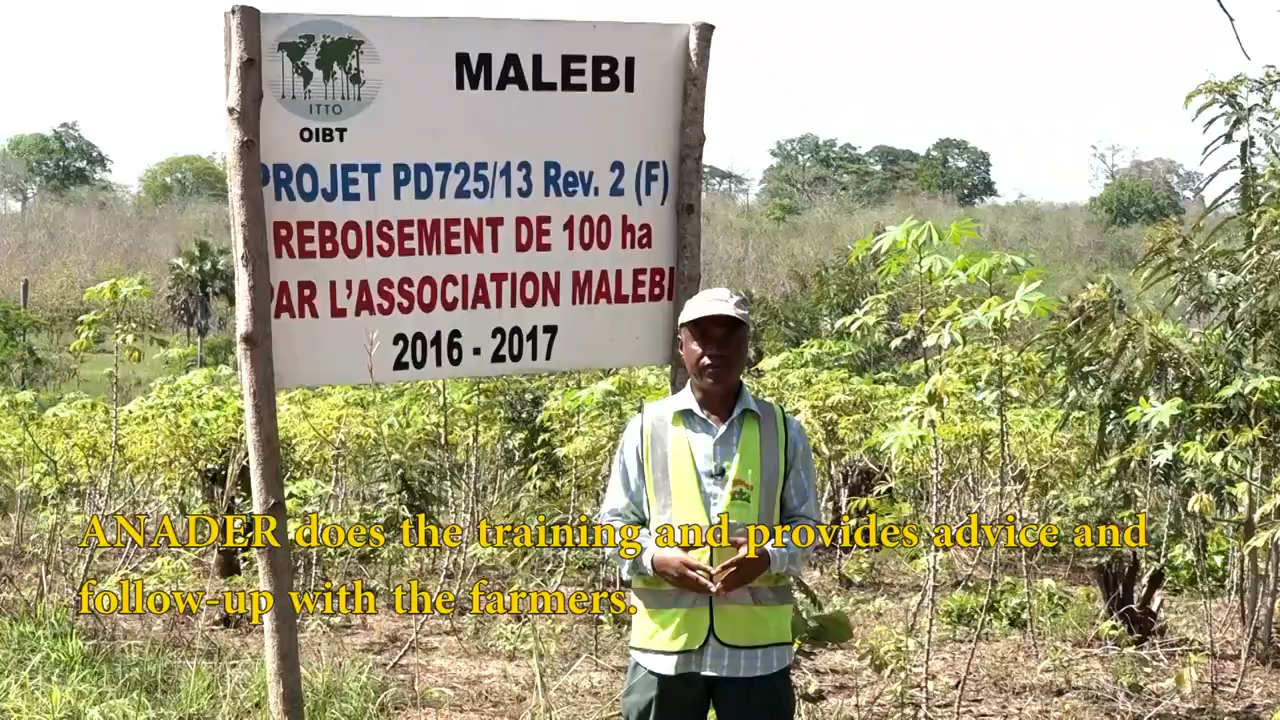 MALEBI
ITTO
OIBT
PROJET PD725/13 Rev. 2 (F)
REBOISEMENT DE 100 ha
PAR L'ASSOCIATION MALEBI
2016 - 2017
ANADER does the training and provides advice and
follow-up with the farmers.